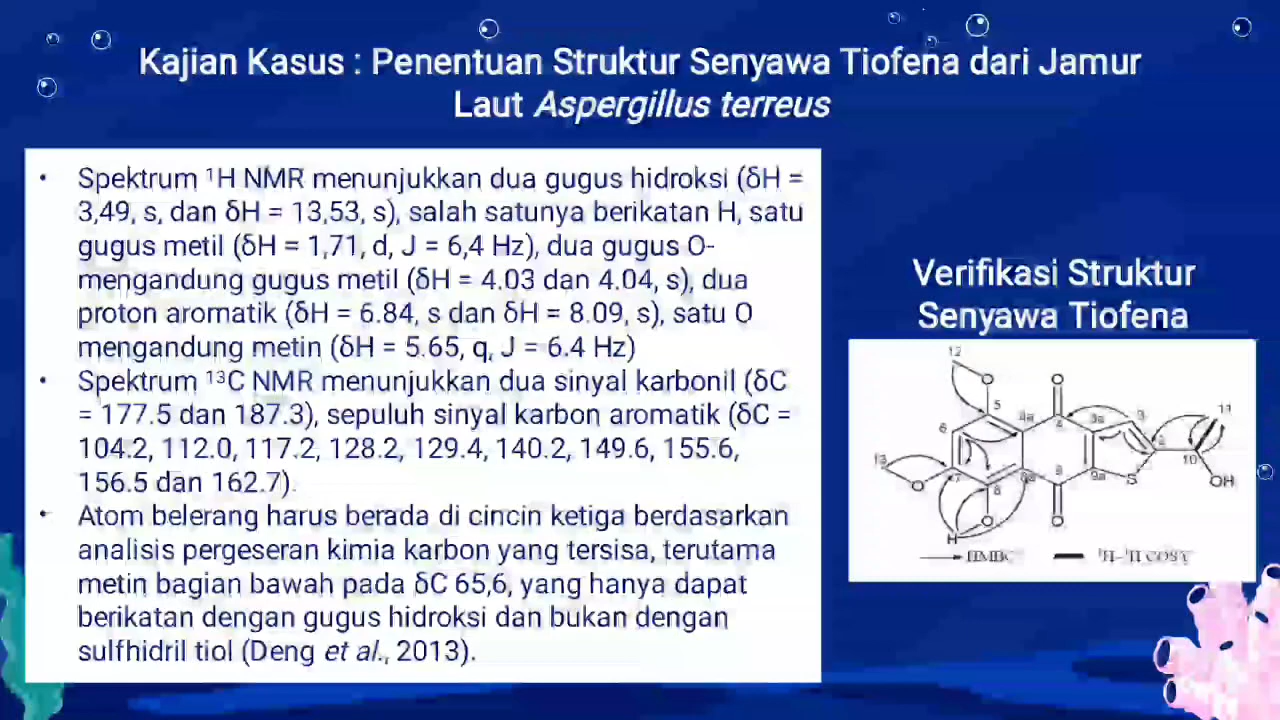 Kajian Kasus : Penentuan Struktur Senyawa Tiofena dari Jamur
Laut Aspergillus terreus
• Spektrum ¹H NMR menunjukkan dua gugus hidroksi (δH =
3,49, s, dan δH = 13,53, s), salah satunya berikatan H, satu
gugus metil (δH = 1,71, d, J = 6,4 Hz), dua gugus O-
mengandung gugus metil (δH = 4.03 dan 4.04, s), dua
proton aromatik (δH = 6.84, s dan δH = 8.09, s), satu O
mengandung metin (δH = 5.65, q, J = 6.4 Hz)
• Spektrum ¹³C NMR menunjukkan dua sinyal karbonil (δC
= 177.5 dan 187.3), sepuluh sinyal karbon aromatik (δC =
104.2, 112.0, 117.2, 128.2, 129.4, 140.2, 149.6, 155.6,
156.5 dan 162.7).
• Atom belerang harus berada di cincin ketiga berdasarkan
analisis pergeseran kimia karbon yang tersisa, terutama
metin bagian bawah pada δC 65,6, yang hanya dapat
berikatan dengan gugus hidroksi dan bukan dengan
sulfhidril tiol (Deng et al., 2013).
Verifikasi Struktur
Senyawa Tiofena
12
O O
5 11
6 4a 4 3a 3
2
13 10
7 8a 9 9a S OH
O 8
O O
H
HMBC ¹H-¹H COSY